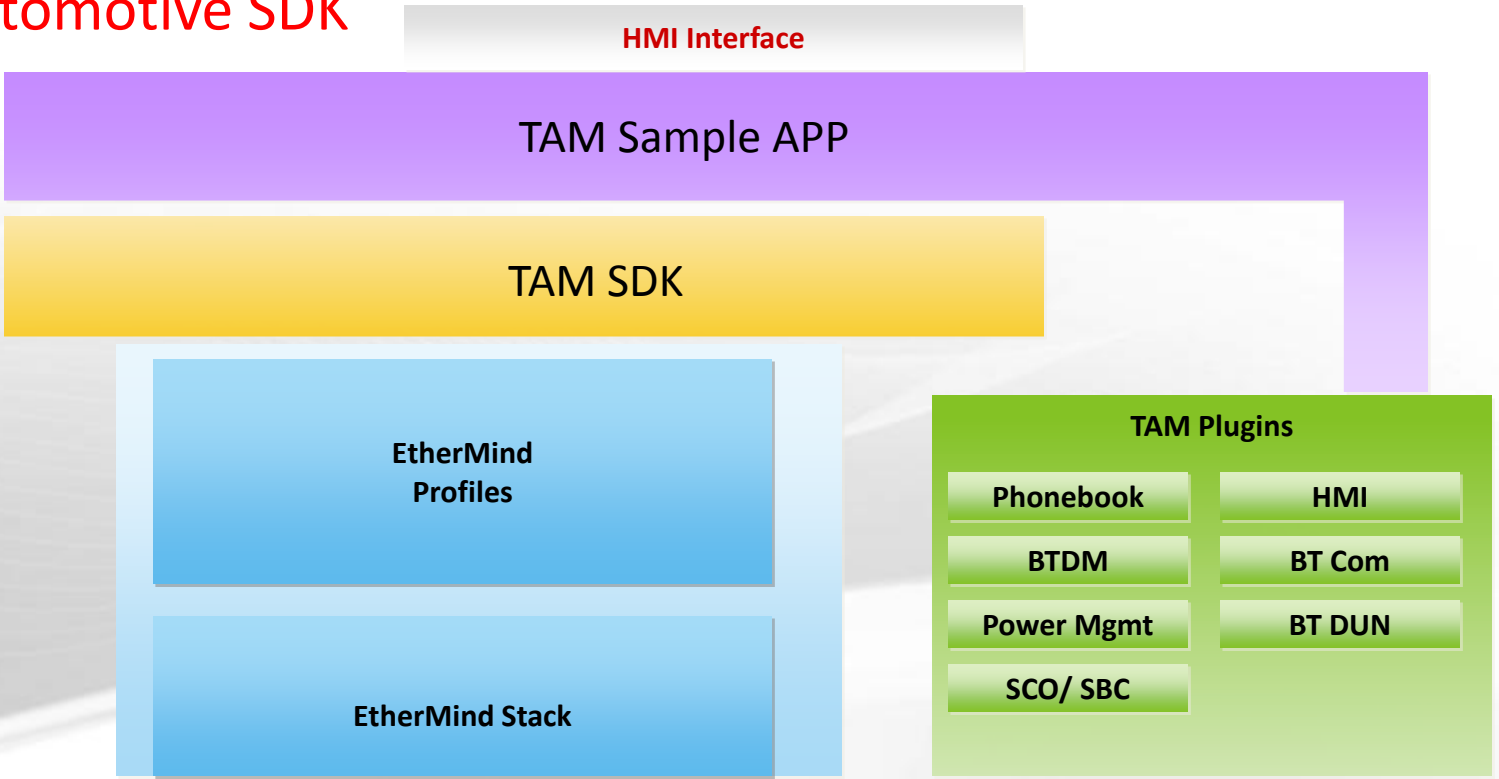 tomotive SDK
HMI Interface
TAM Sample APP
TAM SDK
EtherMind
Profiles
EtherMind Stack
TAM Plugins
Phonebook
HMI
BTDM
BT Com
Power Mgmt
BT DUN
SCO/ SBC